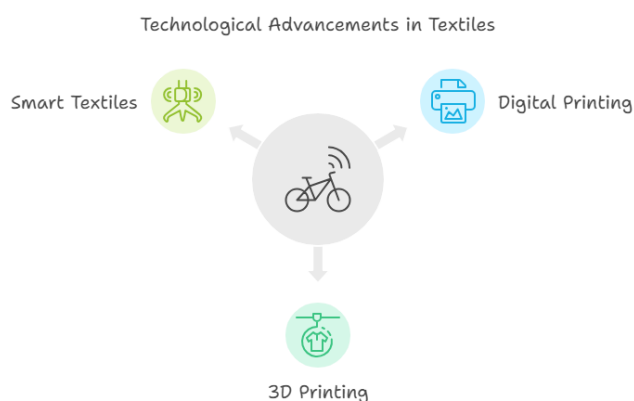 Technological Advancements in Textiles
Smart Textiles
Digital Printing
3D Printing